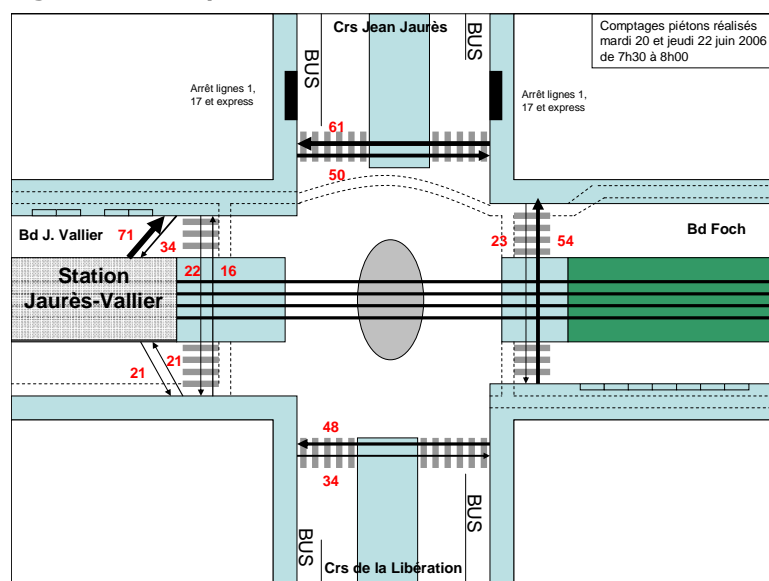 Crs Jean Jaurès
Comptages piétons réalisés
mardi 20 et jeudi 22 juin 2006
de 7h30 à 8h00
BUS
BUS
Arrêt lignes 1,
17 et express
Arrêt lignes 1,
17 et express
61
50
Bd J. Vallier
71
34
23
54
Bd Foch
Station
Jaurès-Vallier
22
16
21
21
48
34
BUS
BUS
Crs de la Libération